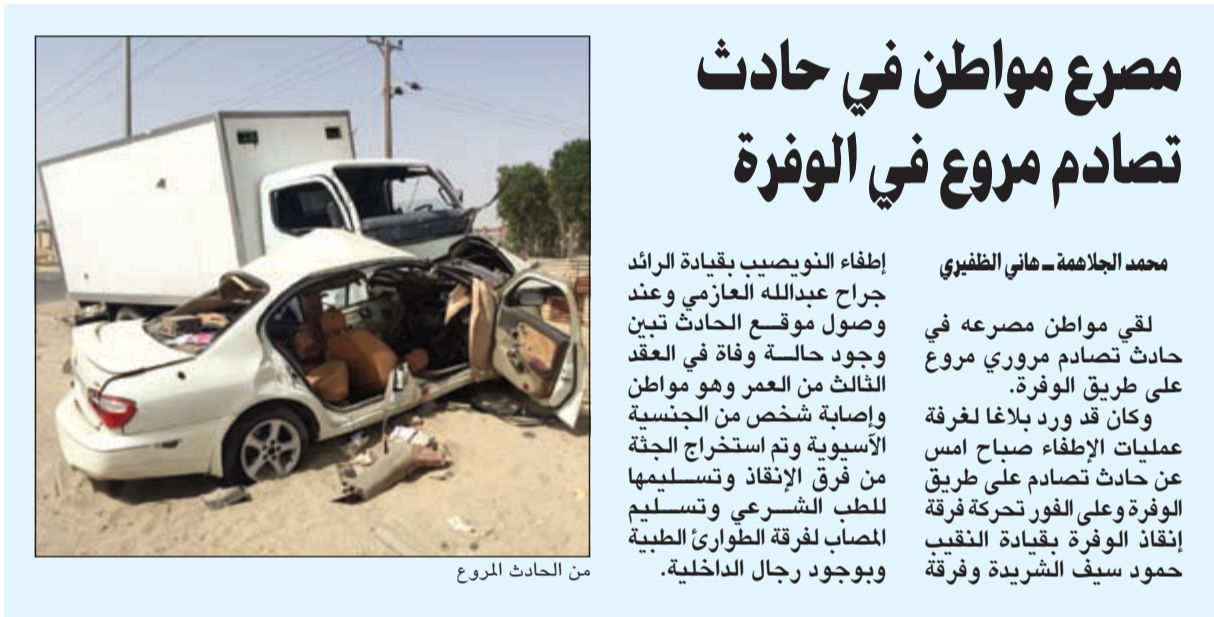 مصرع مواطن في حادث
تصادم مروع في الوفرة
محمد الجلاهمة ـ هاني الظفيري
لقي مواطن مصرعه في
حادث تصادم مروري مروع
على طريق الوفرة.
وكان قد ورد بلاغا لغرفة
عمليات الإطفاء صباح امس
عن حادث تصادم على طريق
الوفرة وعلى الفور تحركة فرقة
إنقاذ الوفرة بقيادة النقيب
حمود سيف الشريدة وفرقة
إطفاء النويصيب بقيادة الرائد
جراح عبدالله العازمي وعند
وصول موقع الحادث تبين
وجود حالة وفاة في العقد
الثالث من العمر وهو مواطن
وإصابة شخص من الجنسية
الآسيوية وتم استخراج الجثة
من فرق الإنقاذ وتسليمها
للطب الشرعي وتسليم
المصاب لفرقة الطوارئ الطبية
وبوجود رجال الداخلية.
من الحادث المروع